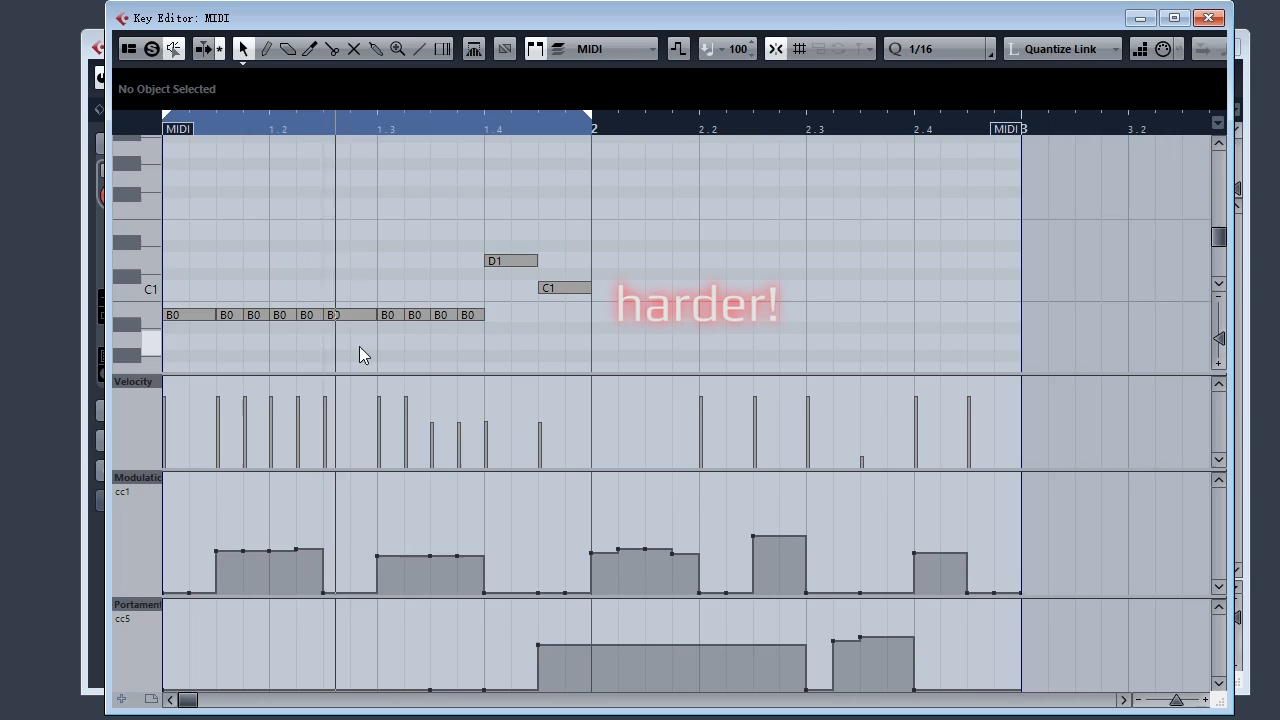 Key Editor: MIDI
MIDI
100
Q 1/16
L Quantize Link
No Object Selected
MIDI 1.2 1.3 1.4 2 2.2 2.3 2.4 MIDI 3 3.2
D1
C1 C1
harder!
B0 B0 B0 B0 B0 B0 B0 B0 B0 B0
Velocity
Modulatic
cc1
Portament
cc5